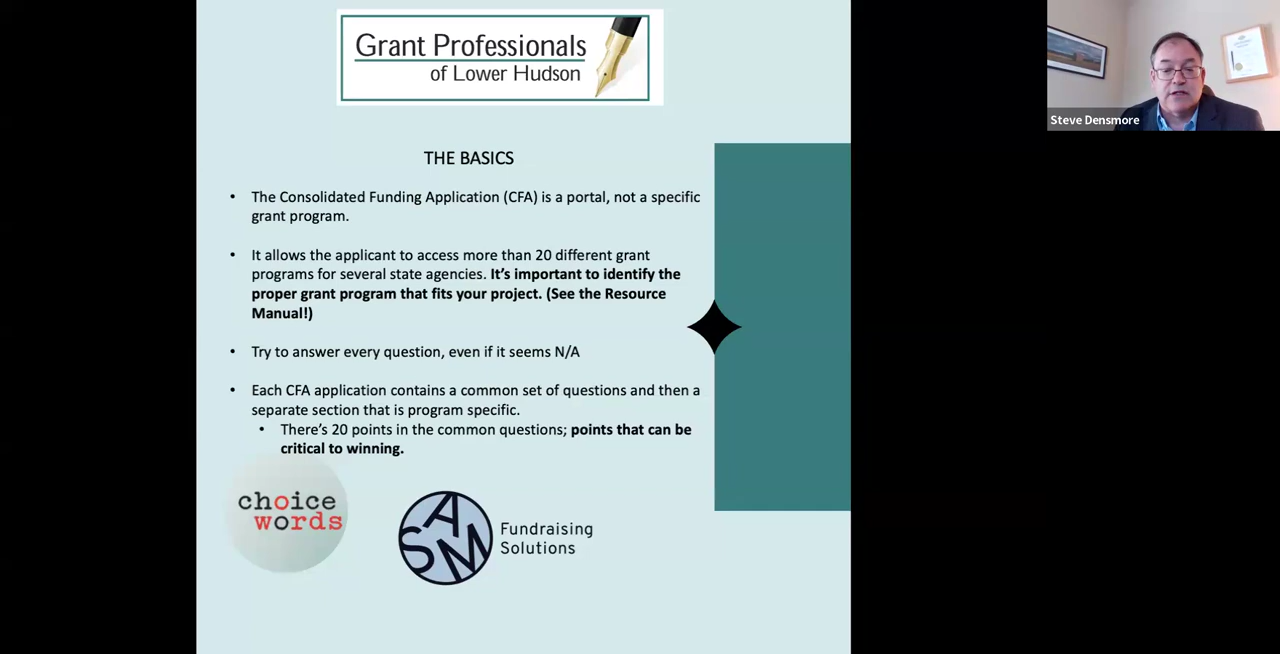 Grant Professionals
of Lower Hudson
Steve Densmore
THE BASICS
• The Consolidated Funding Application (CFA) is a portal, not a specific
grant program.
• It allows the applicant to access more than 20 different grant
programs for several state agencies. It's important to identify the
proper grant program that fits your project. (See the Resource
Manual!)
• Try to answer every question, even if it seems N/A
• Each CFA application contains a common set of questions and then a
separate section that is program specific.
• There's 20 points in the common questions; points that can be
critical to winning.
choice
words
SAM
Fundraising
Solutions